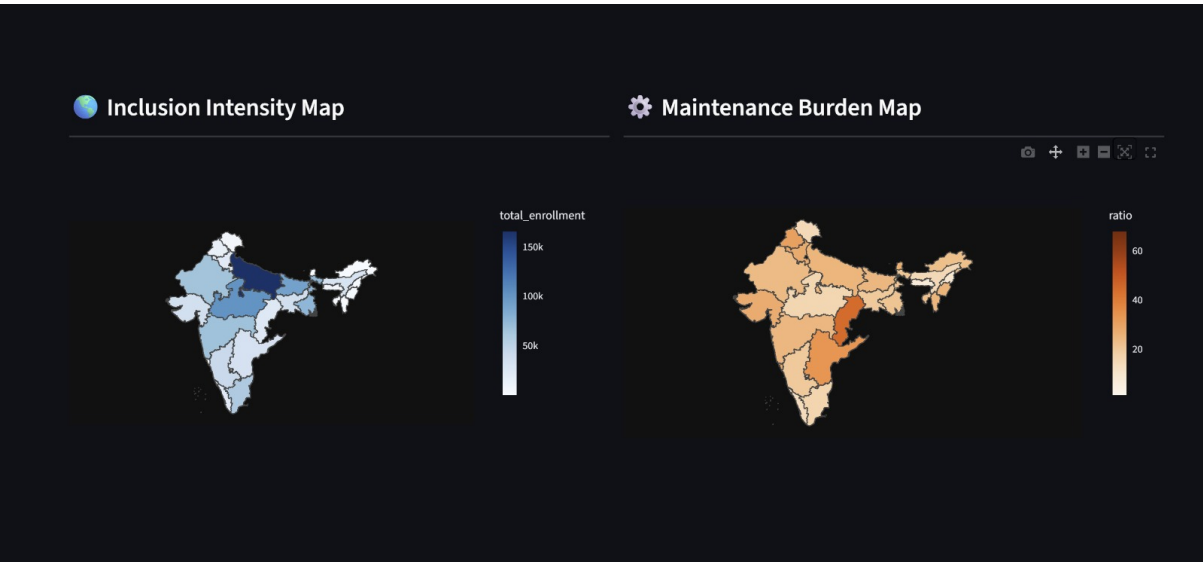 Inclusion Intensity Map
Maintenance Burden Map
total_enrollment
150k
100k
50k
ratio
60
40
20